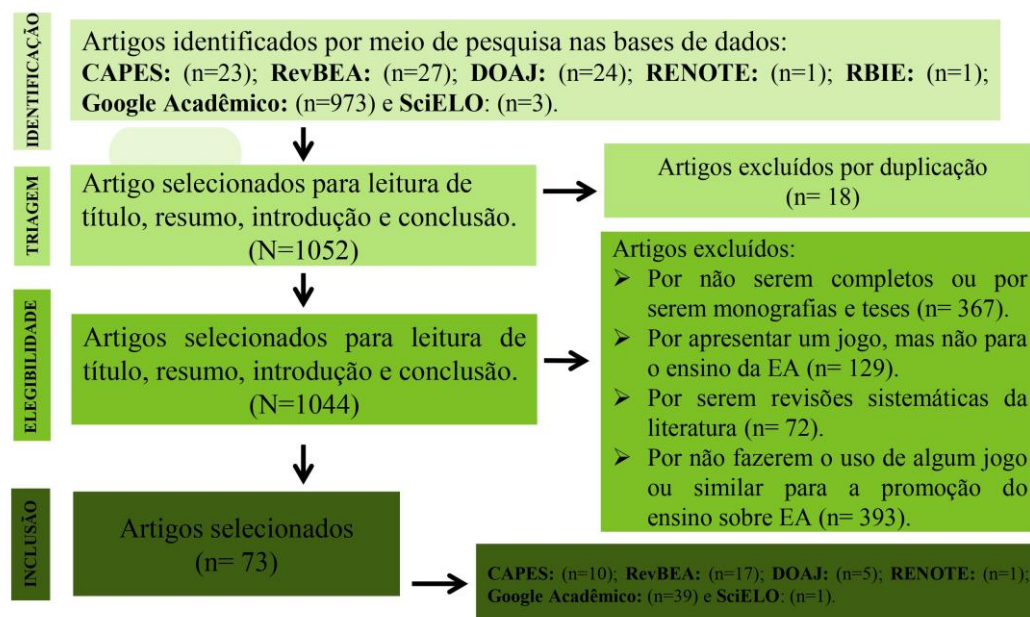 IDENTIFICAÇÃO
Artigos identificados por meio de pesquisa nas bases de dados:
CAPES: (n=23); RevBEA: (n=27); DOAJ: (n=24); RENOTE: (n=1); RBIE: (n=1);
Google Acadêmico: (n=973) e SciELO: (n=3).
TRIAGEM
Artigo selecionados para leitura de
título, resumo, introdução e conclusão.
(N=1052)
Artigos excluídos por duplicação
(n= 18)
ELEGIBILIDADE
Artigos selecionados para leitura de
título, resumo, introdução e conclusão.
(N=1044)
Artigos excluídos:
➢ Por não serem completos ou por
serem monografias e teses (n= 367).
➢ Por apresentar um jogo, mas não para
o ensino da EA (n= 129).
➢ Por serem revisões sistemáticas da
literatura (n= 72).
➢ Por não fazerem o uso de algum jogo
ou similar para a promoção do
ensino sobre EA (n= 393).
INCLUSÃO
Artigos selecionados
(n= 73)
CAPES: (n=10); RevBEA: (n=17); DOAJ: (n=5); RENOTE: (n=1);
Google Acadêmico: (n=39) e SciELO: (n=1).